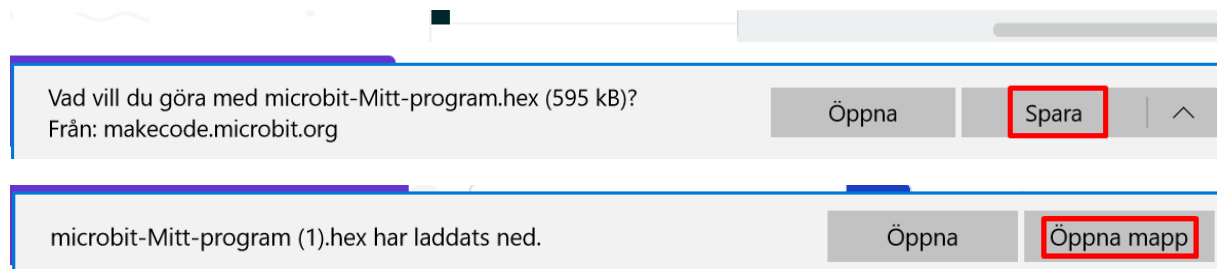 Vad vill du göra med microbit-Mitt-program.hex (595 kB)?
Från: makecode.microbit.org
Öppna
Spara
microbit-Mitt-program (1).hex har laddats ned.
Öppna
Öppna mapp